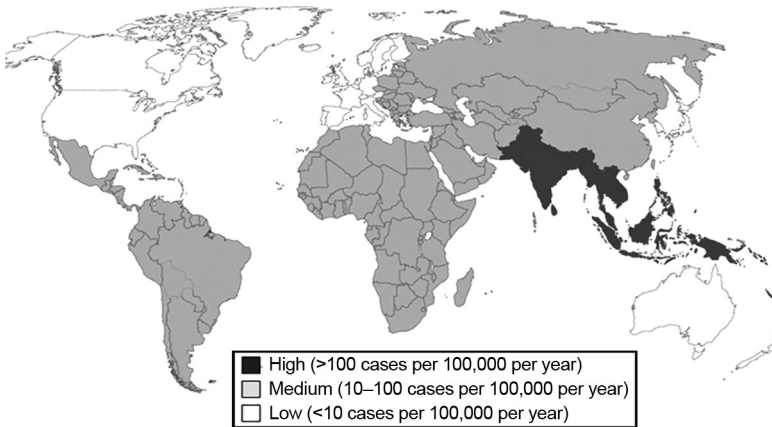 High (>100 cases per 100,000 per year)
Medium (10–100 cases per 100,000 per year)
Low (<10 cases per 100,000 per year)